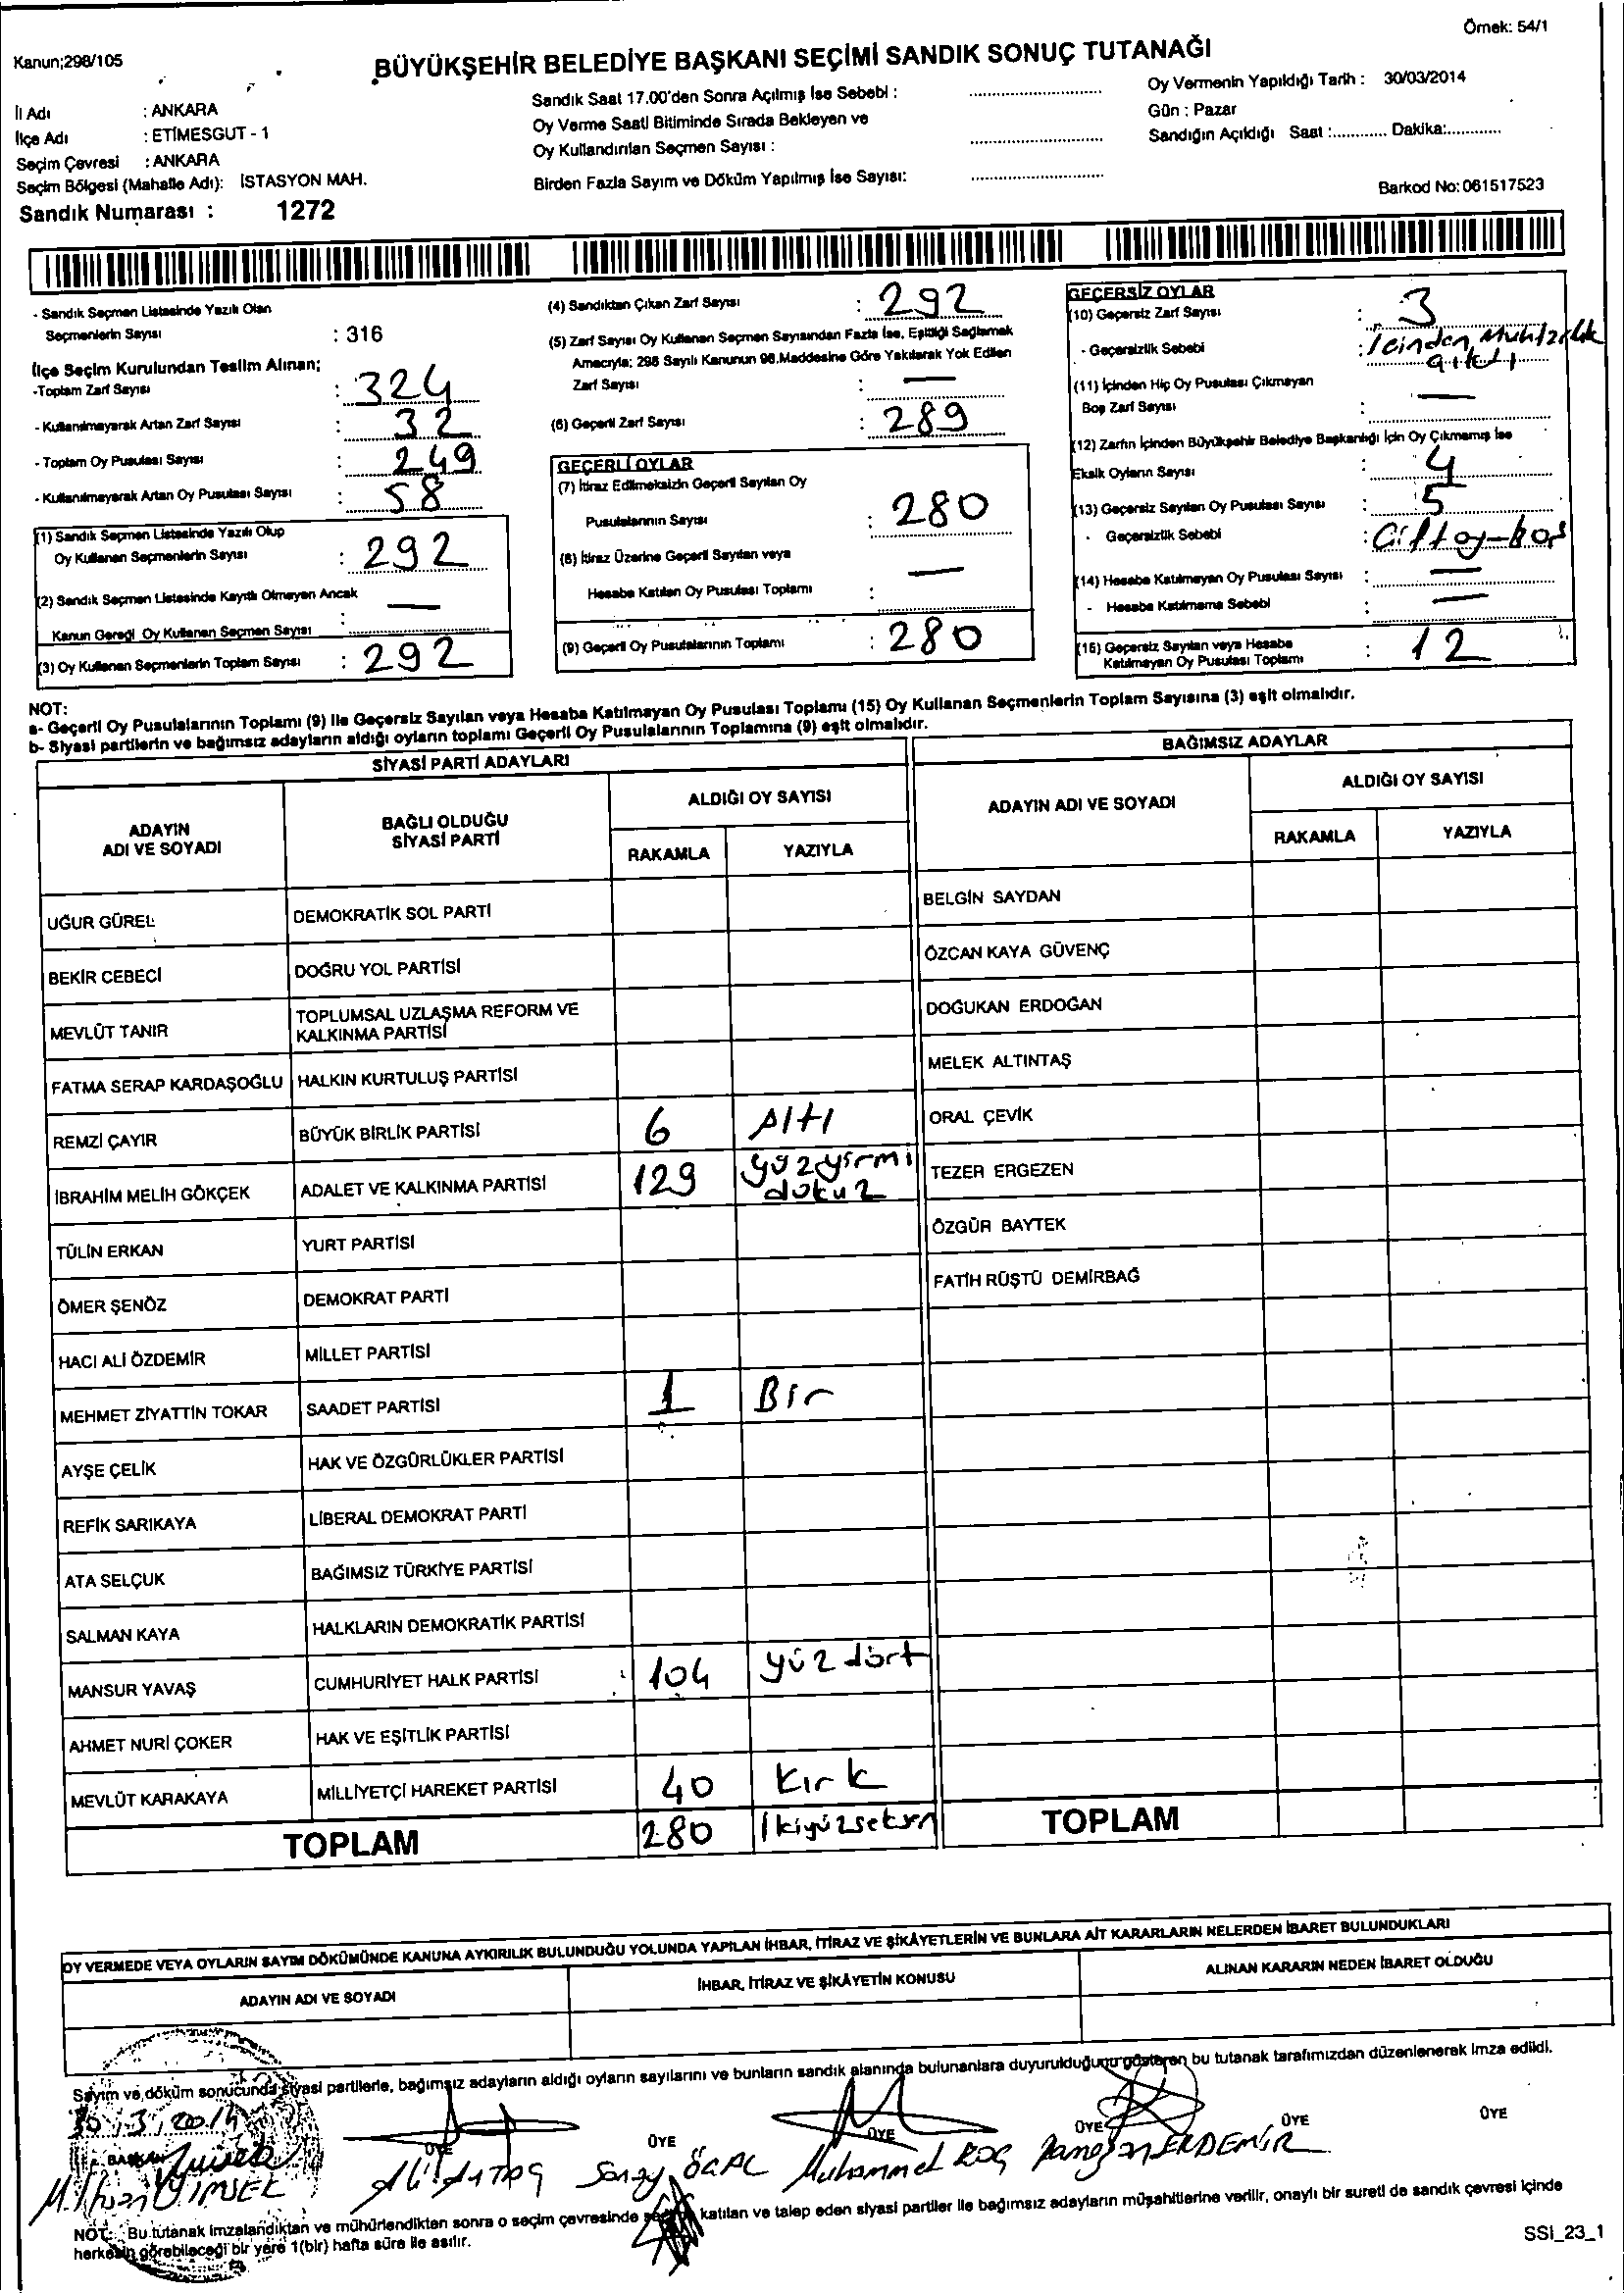 Örnek: 54/1
Kanun;298/105
BÜYÜKŞEHİR BELEDİYE BAŞKANI SEÇİMİ SANDIK SONUÇ TUTANAĞI
İl Adı : ANKARA
İlçe Adı : ETİMESGUT - 1
Seçim Çevresi : ANKARA
Seçim Bölgesi (Mahalle Adı): İSTASYON MAH.
Sandık Numarası : 1272
Sandık Saat 17.00'den Sonra Açılmış İse Sebebi :
Oy Verme Saati Bitiminde Sırada Bekleyen ve
Oy Kullandırılan Seçmen Sayısı :
Birden Fazla Sayım ve Döküm Yapılmış İse Sayısı:
Oy Vermenin Yapıldığı Tarih : 30/03/2014
Gün : Pazar
Sandığın Açıldığı Saat :............ Dakika:............
Barkod No: 061517523
- Sandık Seçmen Listesinde Yazılı Olan
Seçmenlerin Sayısı : 316
İlçe Seçim Kurulundan Teslim Alınan;
-Toplam Zarf Sayısı : 324
- Kullanılmayarak Artan Zarf Sayısı : 32
- Toplam Oy Pusulası Sayısı : 249
- Kullanılmayarak Artan Oy Pusulası Sayısı : 58
(1) Sandık Seçmen Listesinde Yazılı Olup
Oy Kullanan Seçmenlerin Sayısı : 292
(2) Sandık Seçmen Listesinde Kayıtlı Olmayan Ancak
Kanun Gereği Oy Kullanan Seçmen Sayısı : —
(3) Oy Kullanan Seçmenlerin Toplam Sayısı : 292
(4) Sandıktan Çıkan Zarf Sayısı : 292
(5) Zarf Sayısı Oy Kullanan Seçmen Sayısından Fazla İse, Eşitliği Sağlamak
Amacıyla; 298 Sayılı Kanunun 98.Maddesine Göre Yakılarak Yok Edilen
Zarf Sayısı : —
(6) Geçerli Zarf Sayısı : 289
GEÇERLİ OYLAR
(7) İtiraz Edilmeksizin Geçerli Sayılan Oy
Pusulalarının Sayısı : 280
(8) İtiraz Üzerine Geçerli Sayılan veya
Hesaba Katılan Oy Pusulası Toplamı : —
(9) Geçerli Oy Pusulalarının Toplamı : 280
GEÇERSİZ OYLAR
(10) Geçersiz Zarf Sayısı : 3
- Geçersizlik Sebebi : İçinden Muhtarlık
çıktı
(11) İçinden Hiç Oy Pusulası Çıkmayan
Boş Zarf Sayısı : —
(12) Zarfın İçinden Büyükşehir Belediye Başkanlığı İçin Oy Çıkmamış İse
Eksik Oyların Sayısı : 4
(13) Geçersiz Sayılan Oy Pusulası Sayısı : 5
- Geçersizlik Sebebi : Çift oy-boş
(14) Hesaba Katılmayan Oy Pusulası Sayısı : —
- Hesaba Katılmama Sebebi : —
(15) Geçersiz Sayılan veya Hesaba
Katılmayan Oy Pusulası Toplamı : 12
NOT:
a- Geçerli Oy Pusulalarının Toplamı (9) ile Geçersiz Sayılan veya Hesaba Katılmayan Oy Pusulası Toplamı (15) Oy Kullanan Seçmenlerin Toplam Sayısına (3) eşit olmalıdır.
b- Siyasi partilerin ve bağımsız adayların aldığı oyların toplamı Geçerli Oy Pusulalarının Toplamına (9) eşit olmalıdır.
SİYASİ PARTİ ADAYLARI
ADAYIN ADI VE SOYADI
BAĞLI OLDUĞU SİYASİ PARTİ
ALDIĞI OY SAYISI
RAKAMLA YAZIYLA
UĞUR GÜREL DEMOKRATİK SOL PARTİ
BEKİR CEBECİ DOĞRU YOL PARTİSİ
MEVLÜT TANIR TOPLUMSAL UZLAŞMA REFORM VE KALKINMA PARTİSİ
FATMA SERAP KARDAŞOĞLU HALKIN KURTULUŞ PARTİSİ
REMZİ ÇAYIR BÜYÜK BİRLİK PARTİSİ 6 Altı
İBRAHİM MELİH GÖKÇEK ADALET VE KALKINMA PARTİSİ 129 yüzyirmi dokuz
TÜLİN ERKAN YURT PARTİSİ
ÖMER ŞENÖZ DEMOKRAT PARTİ
HACI ALİ ÖZDEMİR MİLLET PARTİSİ
MEHMET ZİYATTİN TOKAR SAADET PARTİSİ 1 Bir
AYŞE ÇELİK HAK VE ÖZGÜRLÜKLER PARTİSİ
REFİK SARIKAYA LİBERAL DEMOKRAT PARTİ
ATA SELÇUK BAĞIMSIZ TÜRKİYE PARTİSİ
SALMAN KAYA HALKLARIN DEMOKRATİK PARTİSİ
MANSUR YAVAŞ CUMHURİYET HALK PARTİSİ 104 yüz dört
AHMET NURİ ÇOKER HAK VE EŞİTLİK PARTİSİ
MEVLÜT KARAKAYA MİLLİYETÇİ HAREKET PARTİSİ 40 Kırk
TOPLAM 280 İkiyüzseksen
BAĞIMSIZ ADAYLAR
ADAYIN ADI VE SOYADI
ALDIĞI OY SAYISI
RAKAMLA YAZIYLA
BELGİN SAYDAN
ÖZCAN KAYA GÜVENÇ
DOĞUKAN ERDOĞAN
MELEK ALTINTAŞ
ORAL ÇEVİK
TEZER ERGEZEN
ÖZGÜR BAYTEK
FATİH RÜŞTÜ DEMİRBAĞ
TOPLAM
OY VERMEDE VEYA OYLARIN SAYIM DÖKÜMÜNDE KANUNA AYKIRILIK BULUNDUĞU YOLUNDA YAPILAN İHBAR, İTİRAZ VE ŞİKÂYETLERİN VE BUNLARA AİT KARARLARIN NELERDEN İBARET BULUNDUKLARI
ADAYIN ADI VE SOYADI İHBAR, İTİRAZ VE ŞİKÂYETİN KONUSU ALINAN KARARIN NEDEN İBARET OLDUĞU
Sayım ve döküm sonucunda siyasi partilerle, bağımsız adayların aldığı oyların sayılarını ve bunların sandık alanında bulunanlara duyurulduğunu gösteren bu tutanak tarafımızdan düzenlenerek imza edildi.
30.3.2014
BAŞKAN ÜYE ÜYE ÜYE ÜYE ÜYE ÜYE
ŞİMŞEK Ali Muhammet KOÇ Ramazan ERDEMİR
NOT: Bu tutanak imzalandıktan ve mühürlendikten sonra o seçim çevresinde seçime katılan ve talep eden siyasi partiler ile bağımsız adayların müşahitlerine verilir, onaylı bir sureti de sandık çevresi içinde
herkesin görebileceği bir yere 1(bir) hafta süre ile asılır.
SSI_23_1